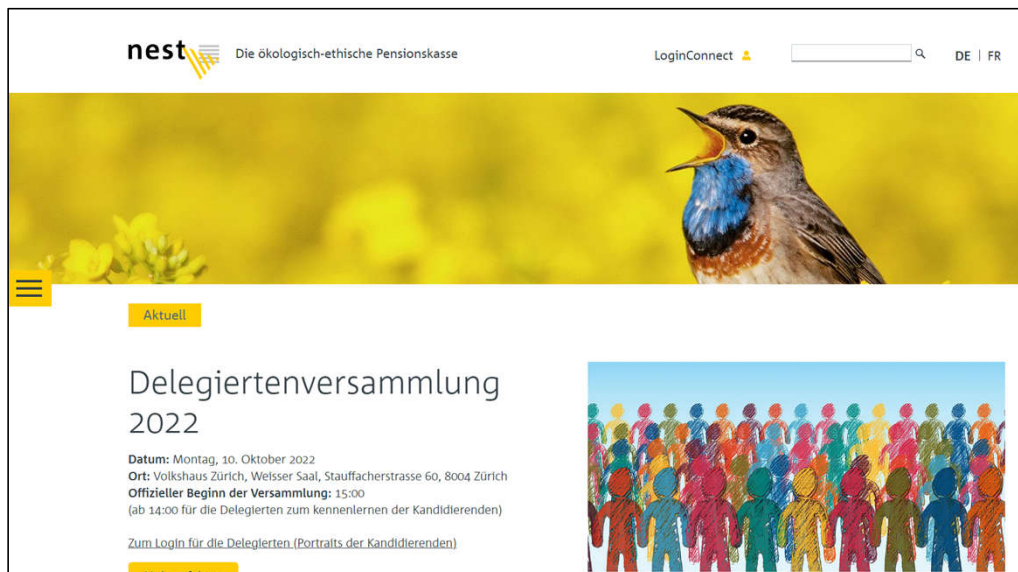 nest
Die ökologisch-ethische Pensionskasse
LoginConnect
DE | FR
Aktuell
Delegiertenversammlung
2022
Datum: Montag, 10. Oktober 2022
Ort: Volkshaus Zürich, Weisser Saal, Stauffacherstrasse 60, 8004 Zürich
Offizieller Beginn der Versammlung: 15:00
(ab 14:00 für die Delegierten zum kennenlernen der Kandidierenden)
Zum Login für die Delegierten (Portraits der Kandidierenden)